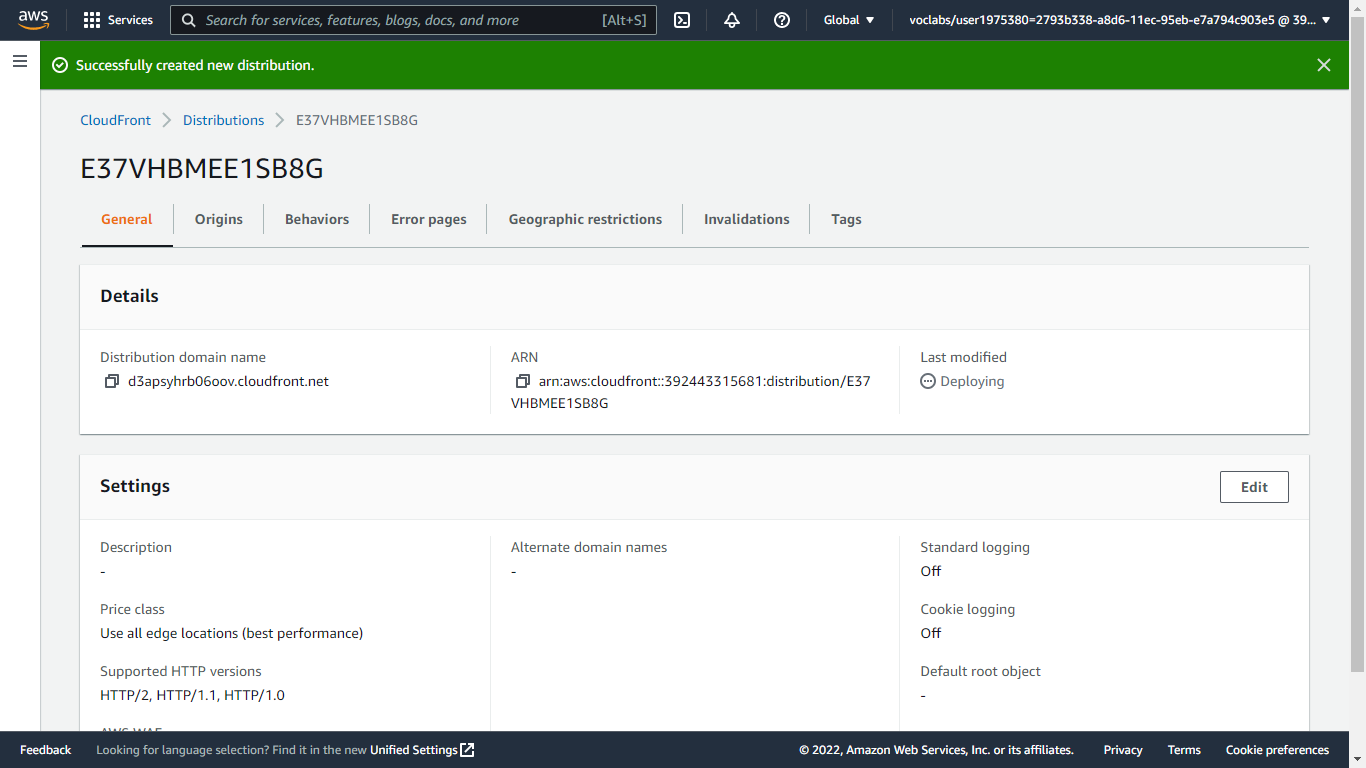 aws Services Search for services, features, blogs, docs, and more [Alt+S] Global voclabs/user1975380=2793b338-a8d6-11ec-95eb-e7a794c903e5 @ 39...
Successfully created new distribution.
CloudFront Distributions E37VHBMEE1SB8G
E37VHBMEE1SB8G
General Origins Behaviors Error pages Geographic restrictions Invalidations Tags
Details
Distribution domain name
d3apsyhrb06oov.cloudfront.net
ARN
arn:aws:cloudfront::392443315681:distribution/E37
VHBMEE1SB8G
Last modified
Deploying
Settings
Edit
Description
-
Price class
Use all edge locations (best performance)
Supported HTTP versions
HTTP/2, HTTP/1.1, HTTP/1.0
AWS WAF
Alternate domain names
-
Standard logging
Off
Cookie logging
Off
Default root object
-
Feedback Looking for language selection? Find it in the new Unified Settings © 2022, Amazon Web Services, Inc. or its affiliates. Privacy Terms Cookie preferences